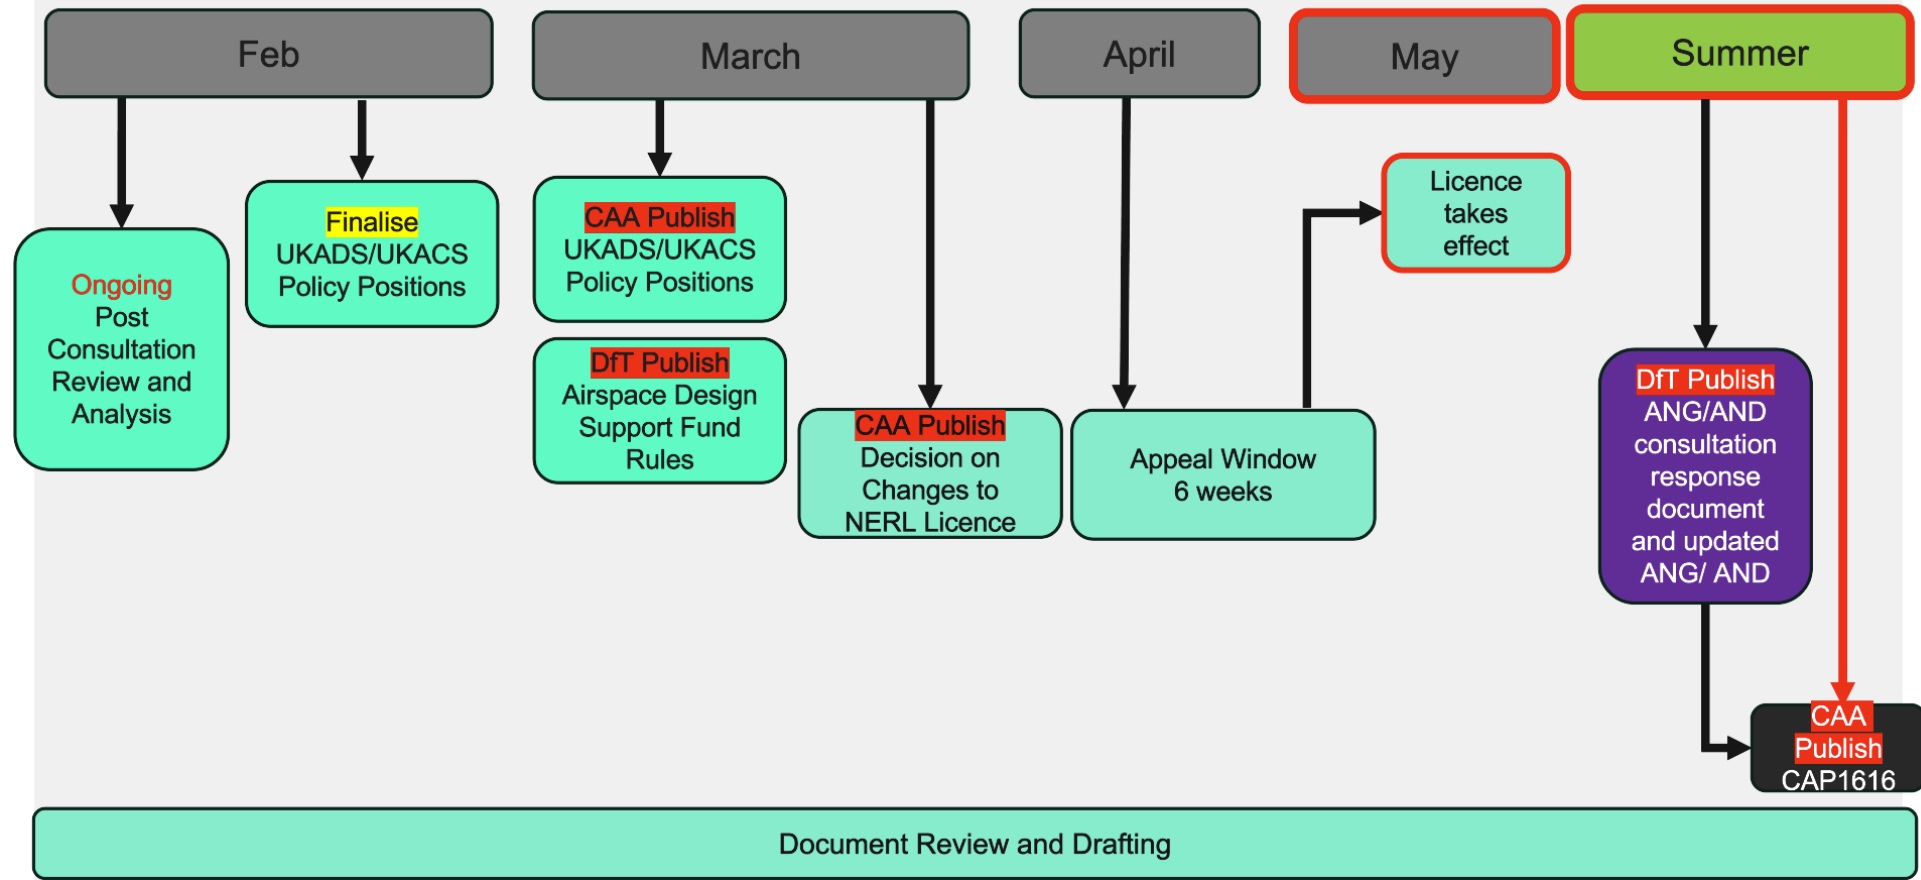 Feb
March
April
May
Summer
Ongoing
Post
Consultation
Review and
Analysis
Finalise
UKADS/UKACS
Policy Positions
CAA Publish
UKADS/UKACS
Policy Positions
DfT Publish
Airspace Design
Support Fund
Rules
CAA Publish
Decision on
Changes to
NERL Licence
Appeal Window
6 weeks
Licence
takes
effect
DfT Publish
ANG/AND
consultation
response
document
and updated
ANG/ AND
CAA
Publish
CAP1616
Document Review and Drafting